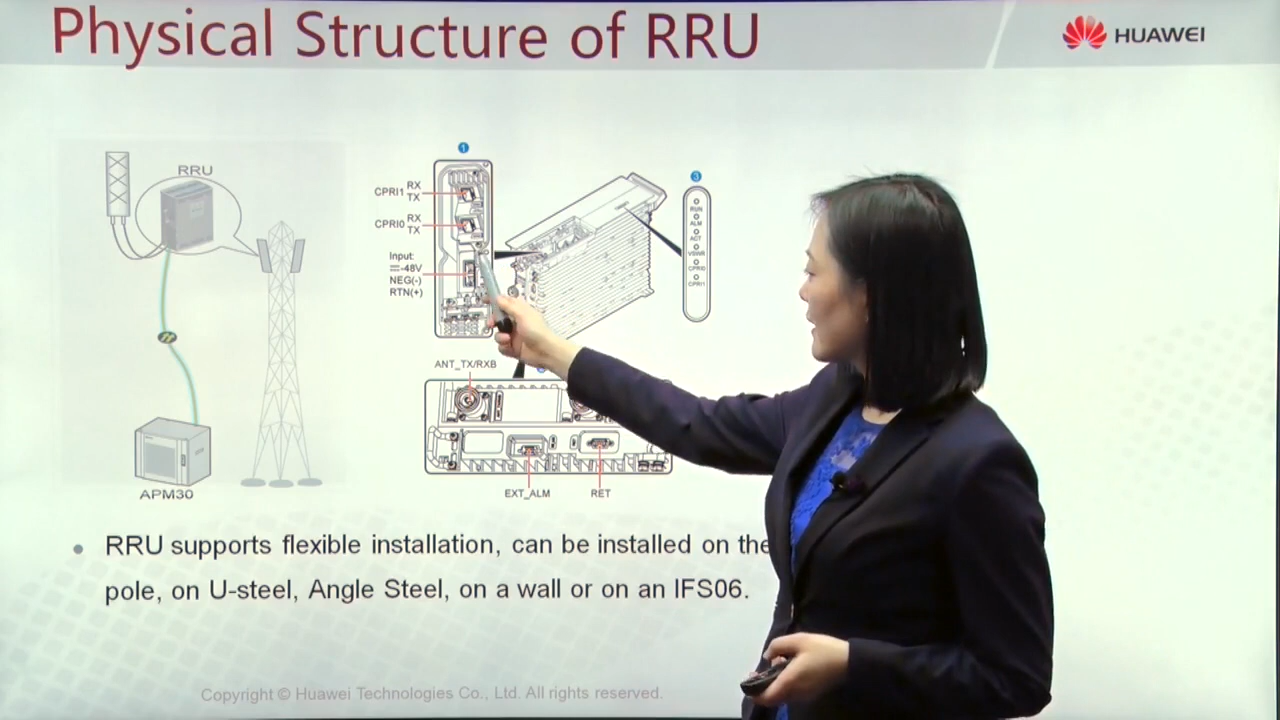 Physical Structure of RRU
HUAWEI
RRU
APM30
1
CPRI1 RX
TX
CPRI0 RX
TX
Input:
-48V
NEG(-)
RTN(+)
3
RUN
ALM
ACT
VSWR
CPRI0
CPRI1
ANT_TX/RXB
EXT_ALM
RET
• RRU supports flexible installation, can be installed on the
pole, on U-steel, Angle Steel, on a wall or on an IFS06.
Copyright © Huawei Technologies Co., Ltd. All rights reserved.